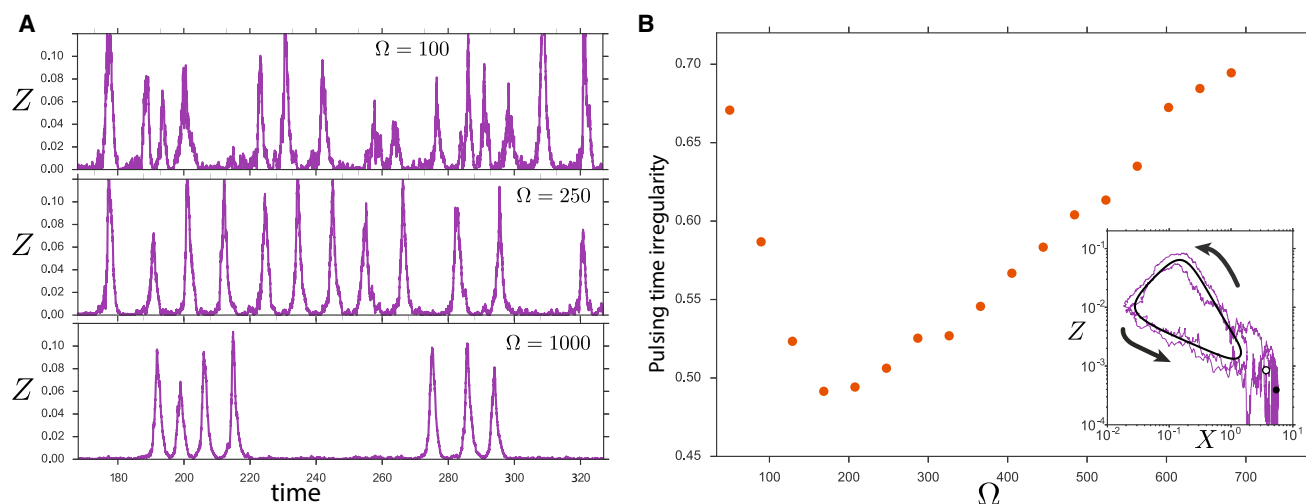 A
Z
0.10
0.08
0.06
0.04
0.02
0.00
Ω = 100
Z
0.10
0.08
0.06
0.04
0.02
0.00
Ω = 250
Z
0.10
0.08
0.06
0.04
0.02
0.00
Ω = 1000
180 200 220 240 260 280 300 320
time
B
Pulsing time irregularity
0.70
0.65
0.60
0.55
0.50
0.45
100 200 300 400 500 600 700
Ω
Z
10⁻¹
10⁻²
10⁻³
10⁻⁴
10⁻² 10⁻¹ 10⁰ 10¹
X